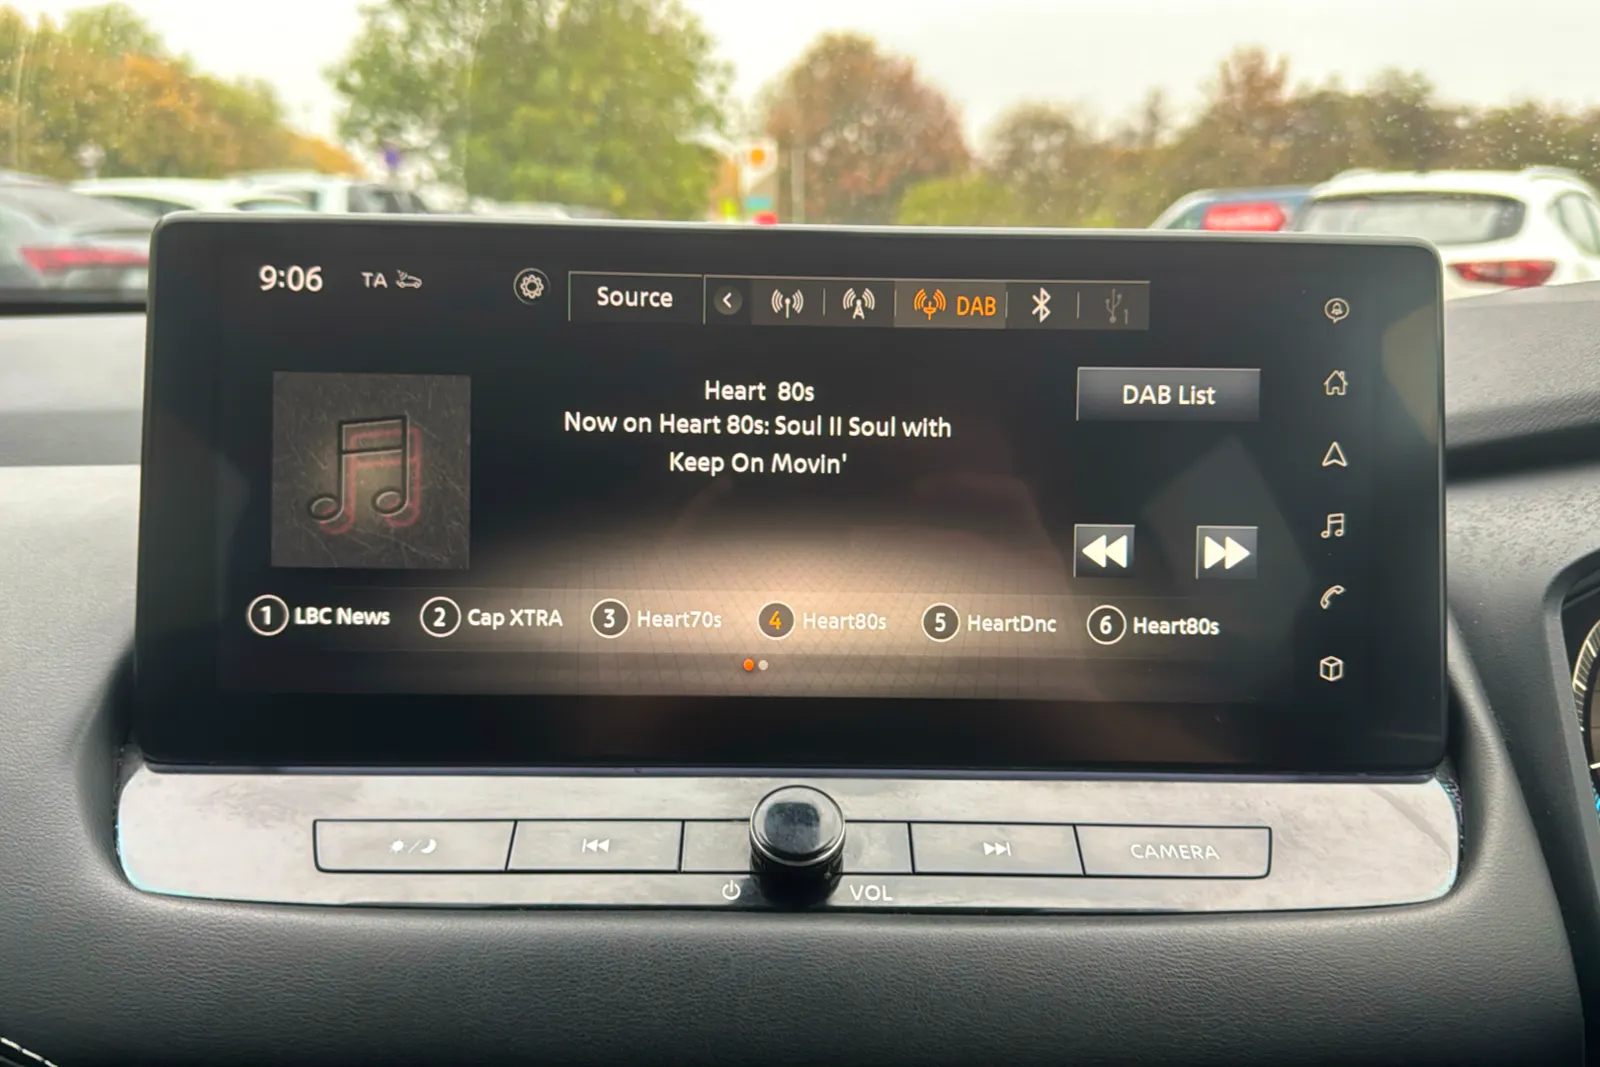 9:06 TA Source DAB 1
Heart 80s
DAB List
Now on Heart 80s: Soul II Soul with
Keep On Movin'
1 LBC News 2 Cap XTRA 3 Heart70s 4 Heart80s 5 HeartDnc 6 Heart80s
CAMERA
VOL